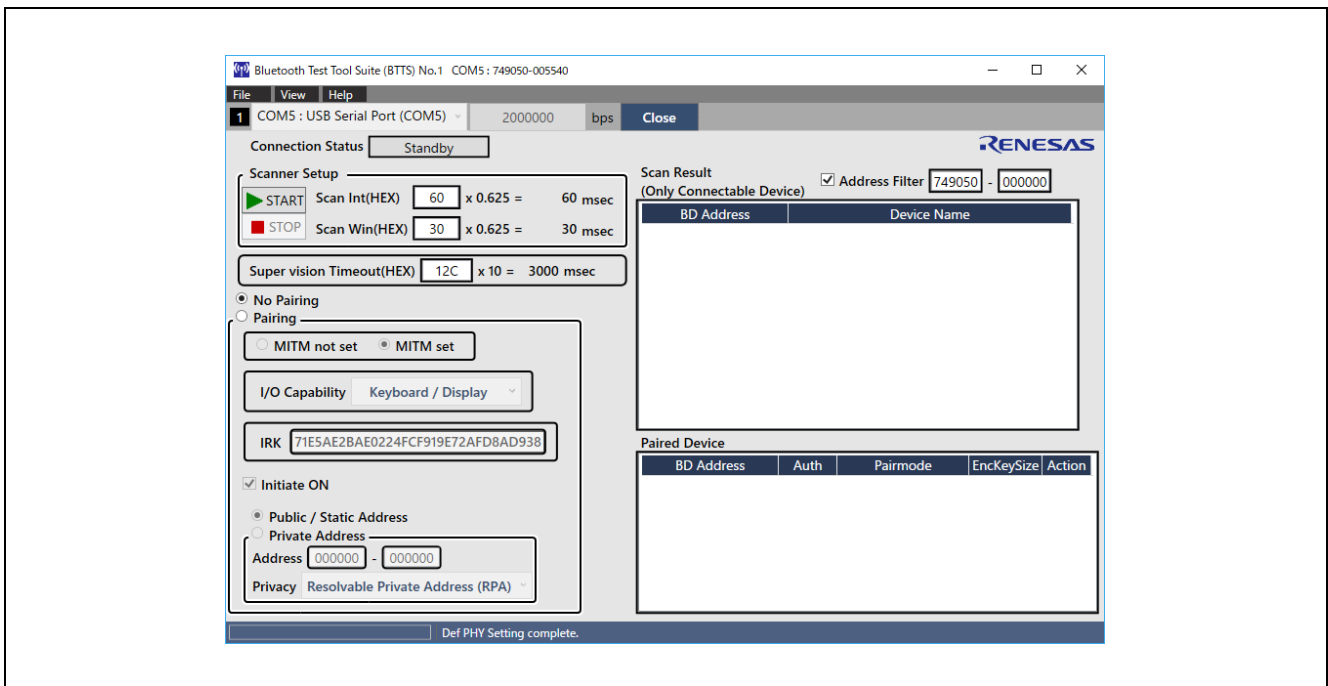 Bluetooth Test Tool Suite (BTTS) No.1 COM5 : 749050-005540
File View Help
1 COM5 : USB Serial Port (COM5) 2000000 bps Close
Connection Status Standby
RENESAS
Scanner Setup
START Scan Int(HEX) 60 x 0.625 = 60 msec
STOP Scan Win(HEX) 30 x 0.625 = 30 msec
Super vision Timeout(HEX) 12C x 10 = 3000 msec
No Pairing
Pairing
MITM not set MITM set
I/O Capability Keyboard / Display
IRK 71E5AE2BAE0224FCF919E72AFD8AD938
Initiate ON
Public / Static Address
Private Address
Address 000000 - 000000
Privacy Resolvable Private Address (RPA)
Scan Result
(Only Connectable Device)
Address Filter 749050 - 000000
BD Address Device Name
Paired Device
BD Address Auth Pairmode EncKeySize Action
Def PHY Setting complete.